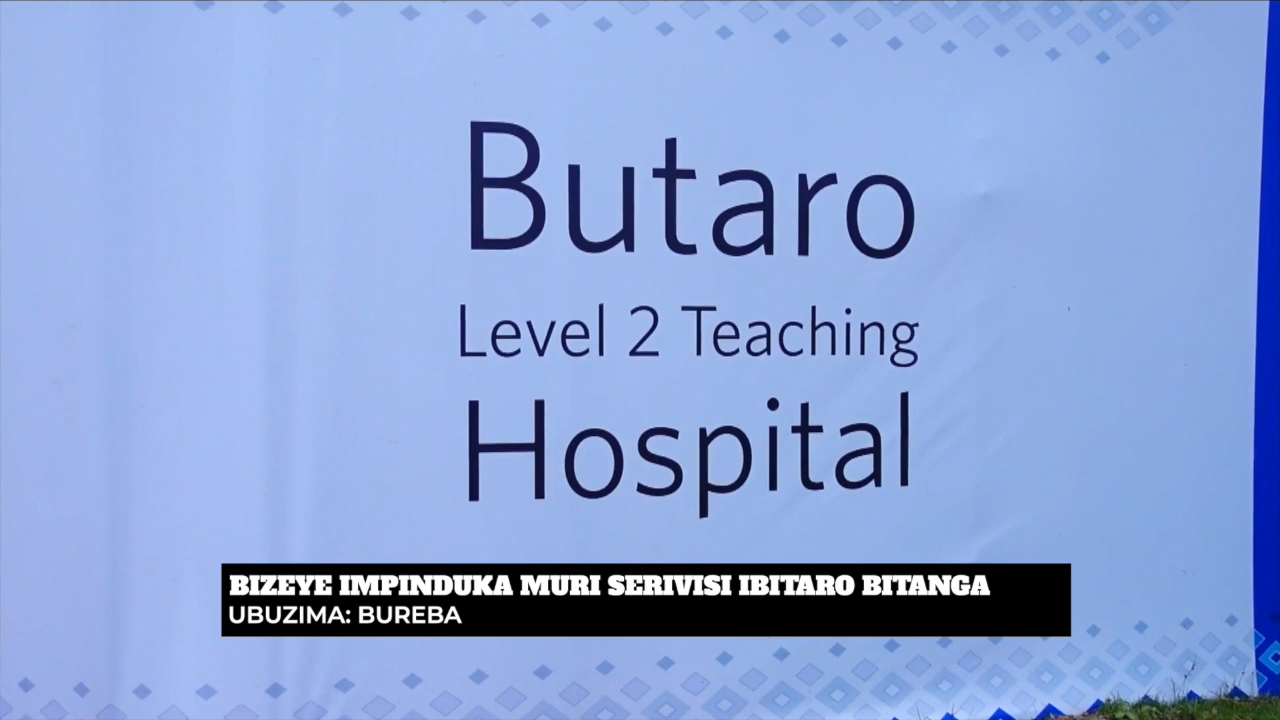 Butaro
Level 2 Teaching
Hospital
BIZEYE IMPINDUKA MURI SERIVISI IBITARO BITANGA
UBUZIMA: BUREBA